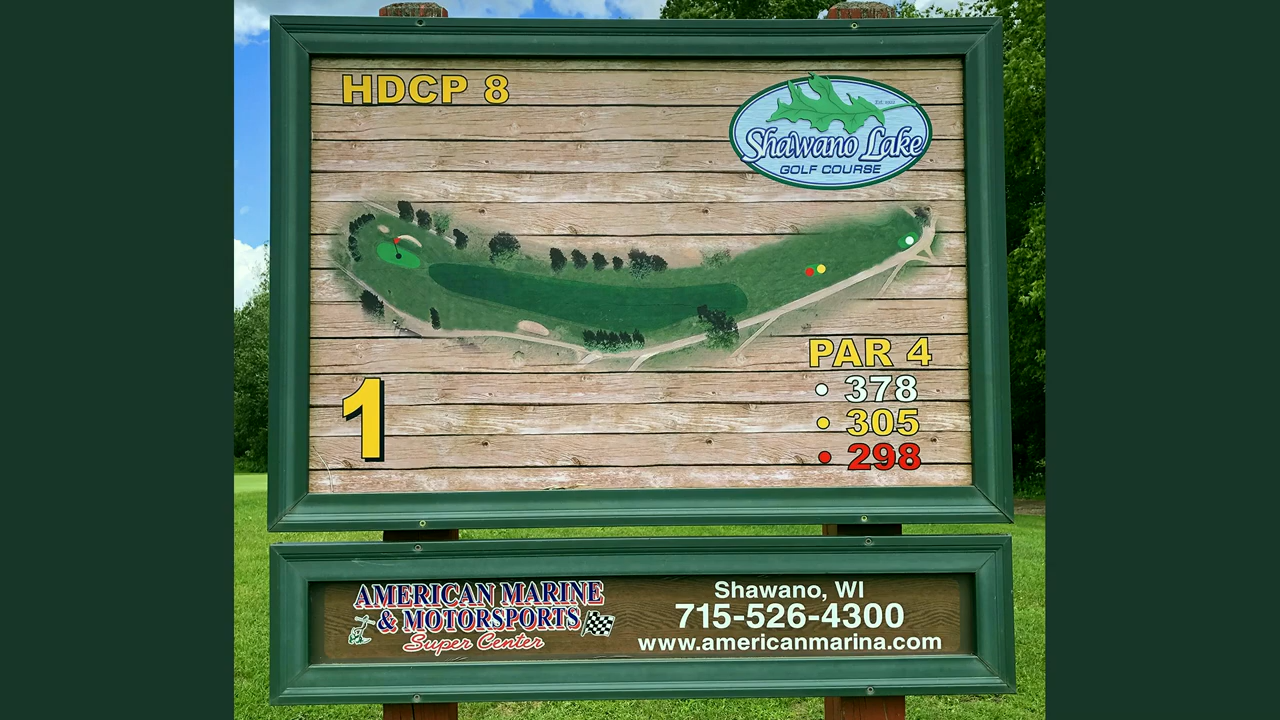 HDCP 8
Shawano Lake
GOLF COURSE
PAR 4
378
305
298
1
AMERICAN MARINE
& MOTORSPORTS
Super Center
Shawano, WI
715-526-4300
www.americanmarina.com